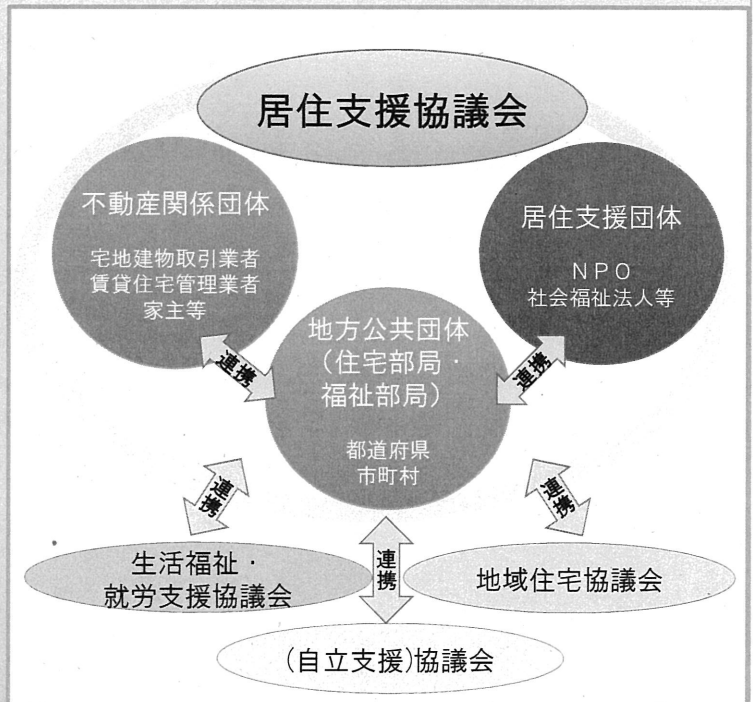 居住支援協議会
不動産関係団体
宅地建物取引業者
賃貸住宅管理業者
家主等
居住支援団体
NPO
社会福祉法人等
地方公共団体
（住宅部局・
福祉部局）
都道府県
市町村
連携
連携
連携
連携
連携
生活福祉・
就労支援協議会
地域住宅協議会
（自立支援）協議会